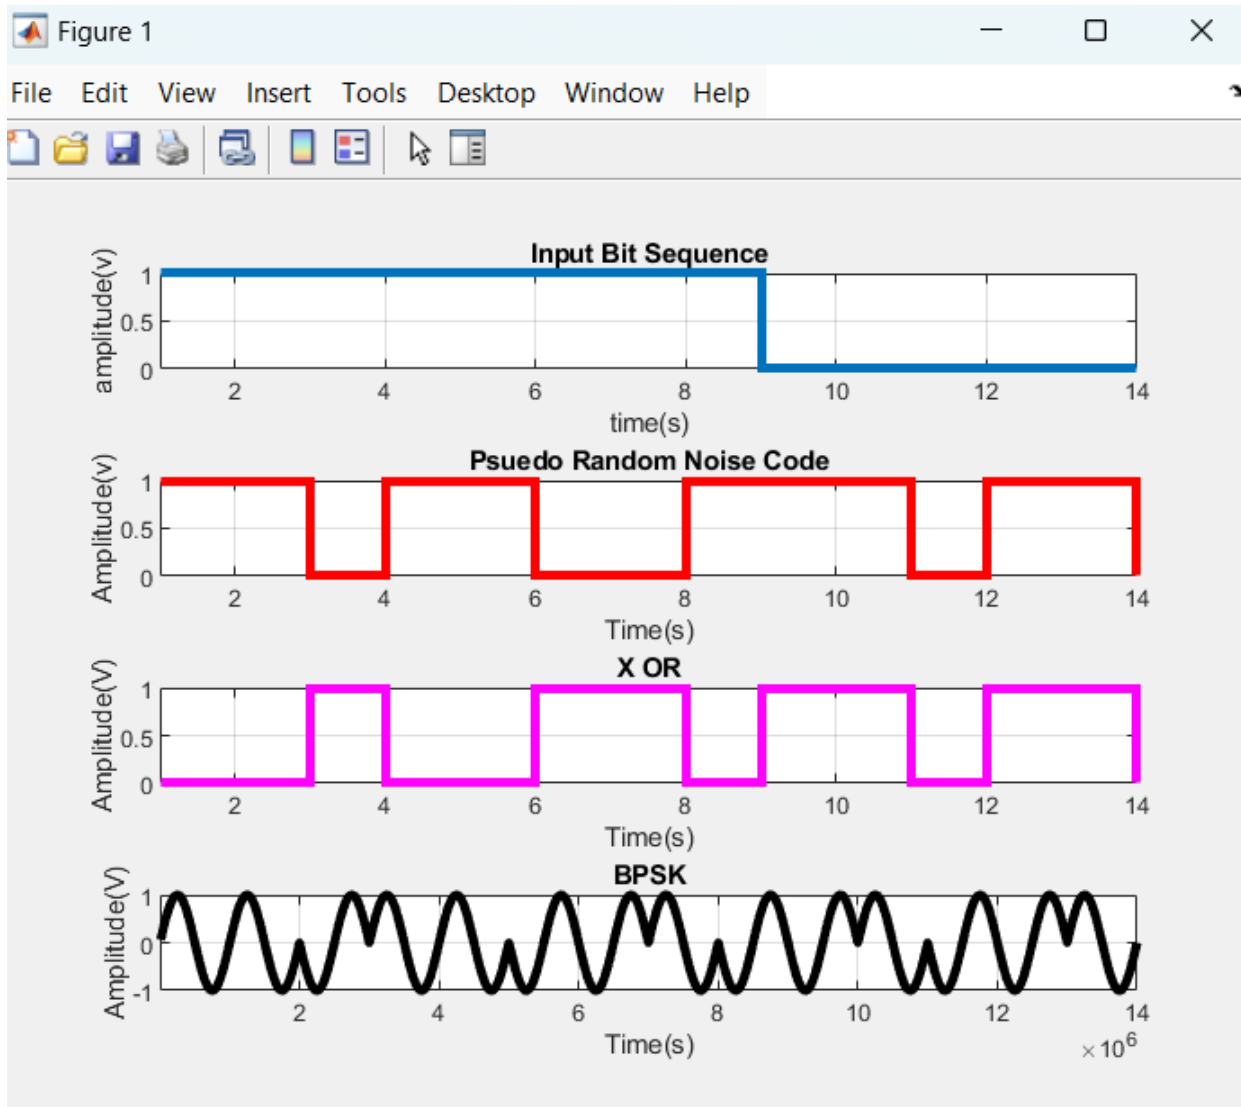 Figure 1
File Edit View Insert Tools Desktop Window Help
Input Bit Sequence
amplitude(v)
1
0.5
0
2 4 6 8 10 12 14
time(s)
Psuedo Random Noise Code
Amplitude(v)
1
0.5
0
2 4 6 8 10 12 14
Time(s)
X OR
Amplitude(V)
1
0.5
0
2 4 6 8 10 12 14
Time(s)
BPSK
Amplitude(V)
1
0
-1
2 4 6 8 10 12 14
Time(s)
× 10⁶